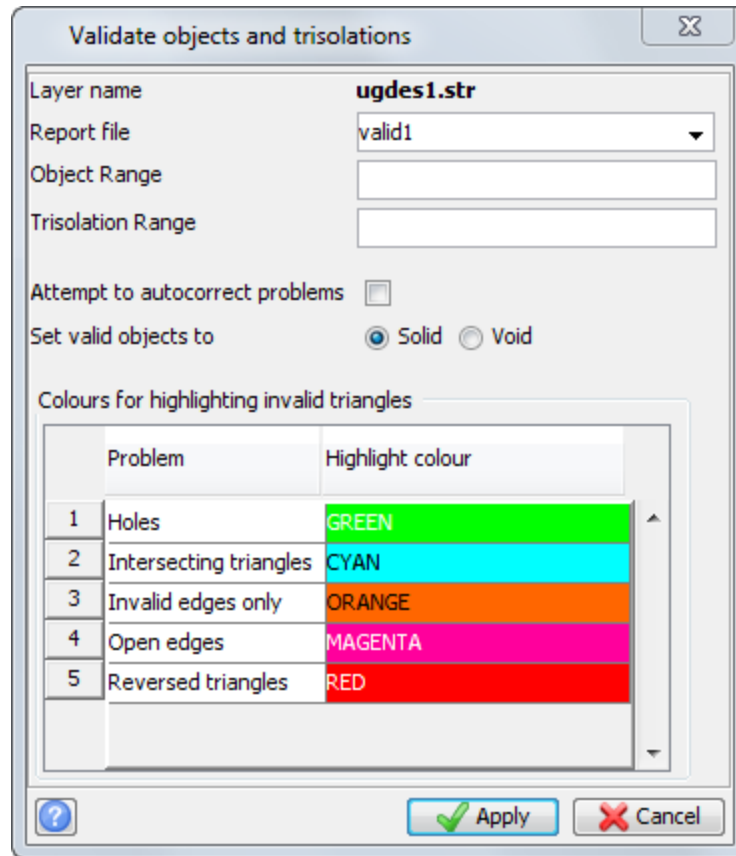 Validate objects and trisolations
Layer name ugdes1.str
Report file valid1
Object Range
Trisolation Range
Attempt to autocorrect problems
Set valid objects to Solid Void
Colours for highlighting invalid triangles
Problem Highlight colour
1 Holes GREEN
2 Intersecting triangles CYAN
3 Invalid edges only ORANGE
4 Open edges MAGENTA
5 Reversed triangles RED
? Apply Cancel